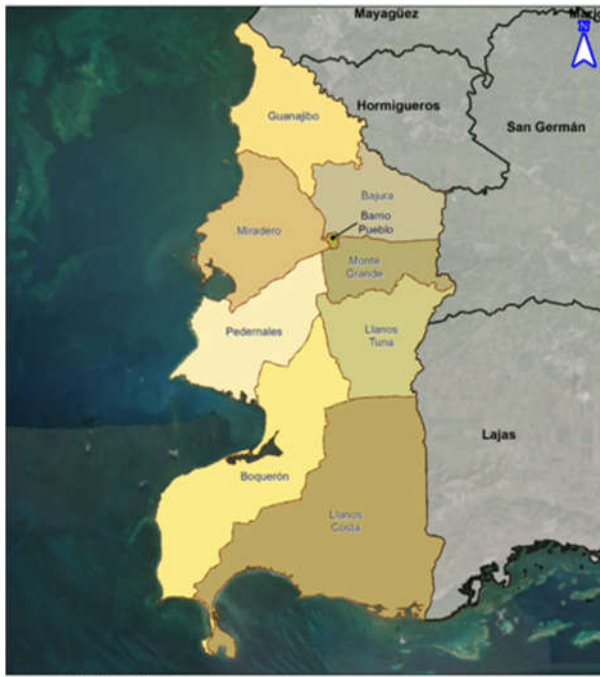 Mayagüez
N
Guanajibo
Hormigueros
San Germán
Bajura
Barrio
Pueblo
Miradero
Monte
Grande
Pedernales
Llanos
Tuna
Lajas
Boquerón
Llanos
Costa